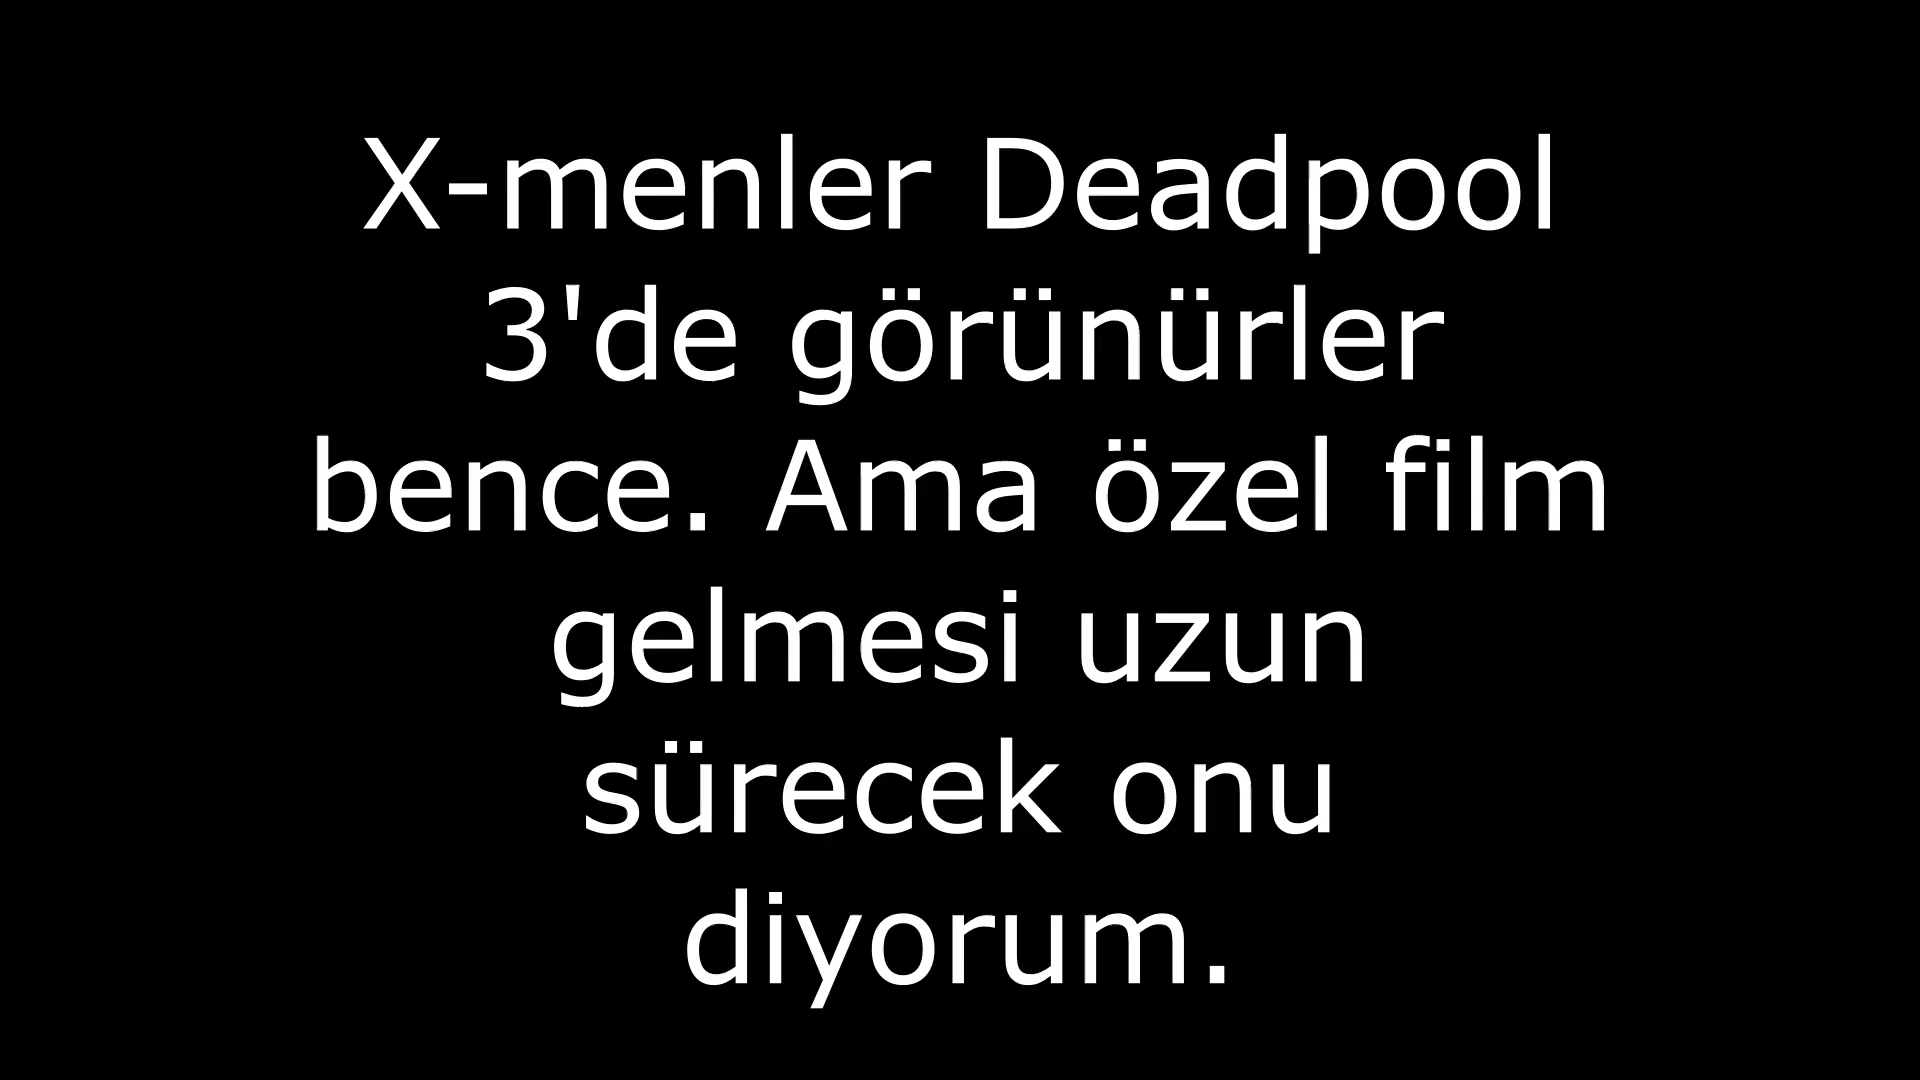 X-menler Deadpool
3'de görünürler
bence. Ama özel film
gelmesi uzun
sürecek onu
diyorum.